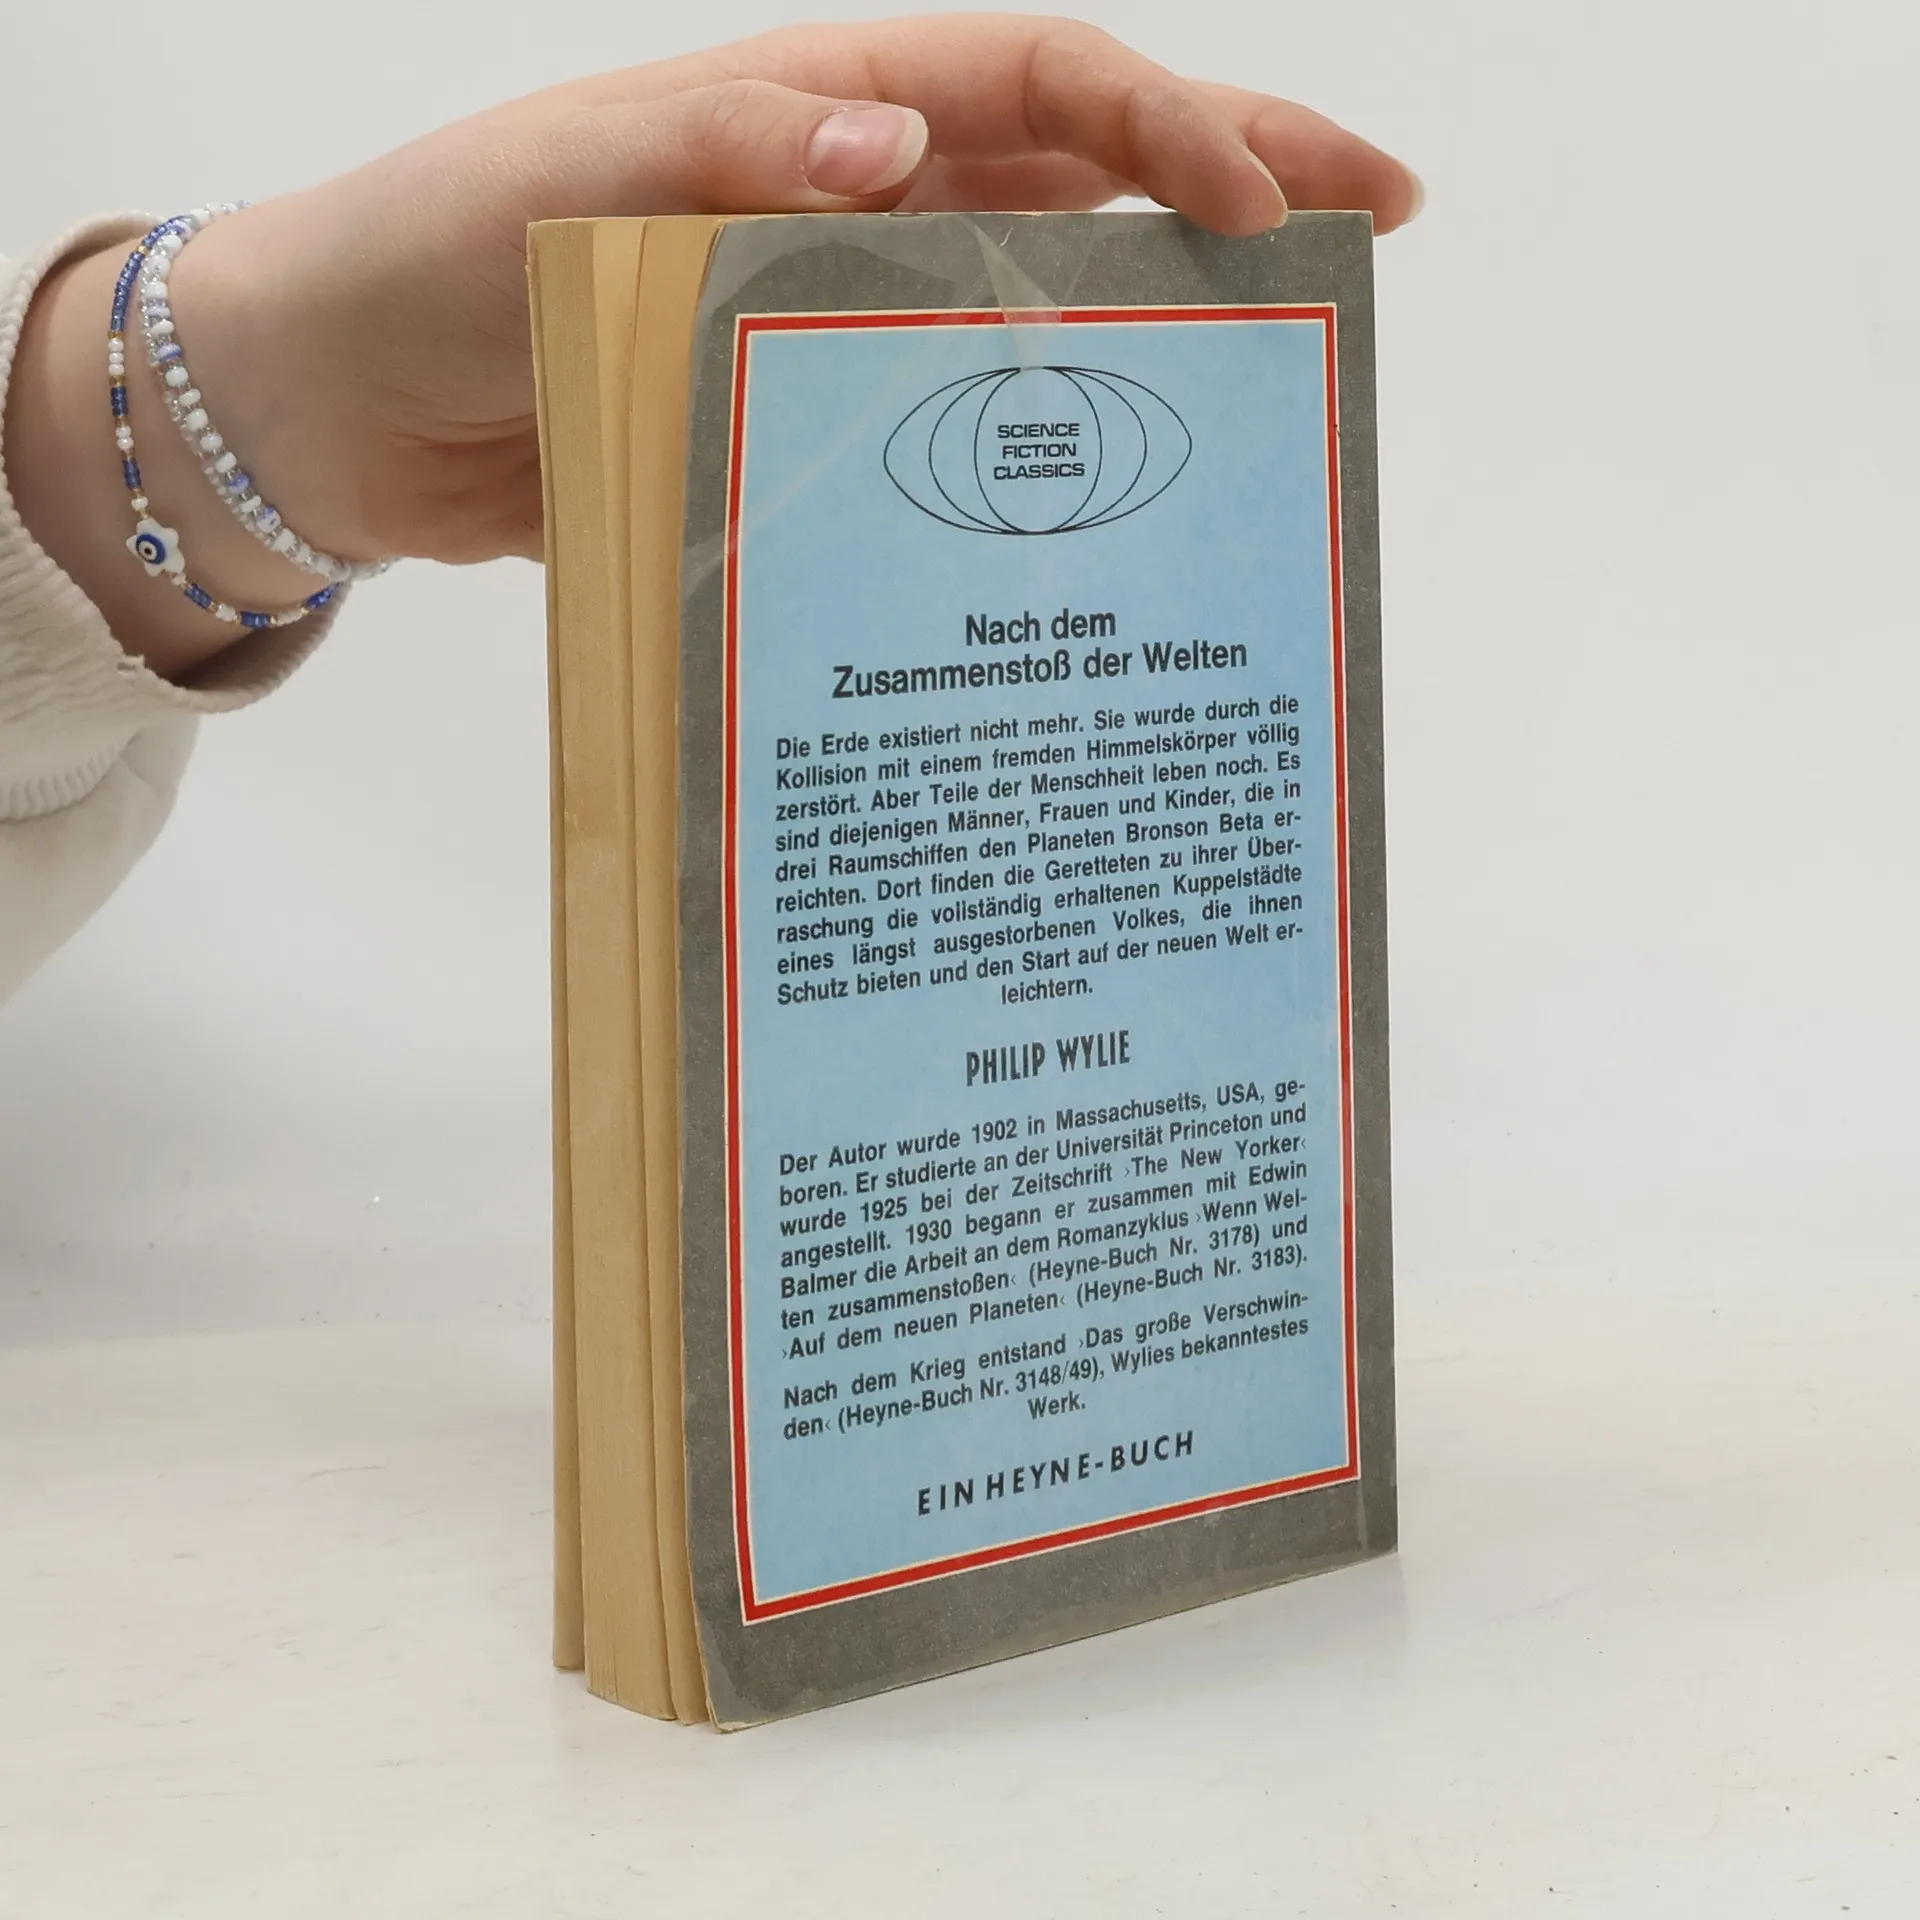 SCIENCE
FICTION
CLASSICS
Nach dem
Zusammenstoß der Welten
Die Erde existiert nicht mehr. Sie wurde durch die
Kollision mit einem fremden Himmelskörper völlig
zerstört. Aber Teile der Menschheit leben noch. Es
sind diejenigen Männer, Frauen und Kinder, die in
drei Raumschiffen den Planeten Bronson Beta er-
reichten. Dort finden die Geretteten zu ihrer Über-
raschung die vollständig erhaltenen Kuppelstädte
eines längst ausgestorbenen Volkes, die ihnen
Schutz bieten und den Start auf der neuen Welt er-
leichtern.
PHILIP WYLIE
Der Autor wurde 1902 in Massachusetts, USA, ge-
boren. Er studierte an der Universität Princeton und
wurde 1925 bei der Zeitschrift ›The New Yorker‹
angestellt. 1930 begann er zusammen mit Edwin
Balmer die Arbeit an dem Romanzyklus ›Wenn Wel-
ten zusammenstoßen‹ (Heyne-Buch Nr. 3178) und
›Auf dem neuen Planeten‹ (Heyne-Buch Nr. 3183).
Nach dem Krieg entstand ›Das große Verschwin-
den‹ (Heyne-Buch Nr. 3148/49), Wylies bekanntestes
Werk.
EIN HEYNE-BUCH